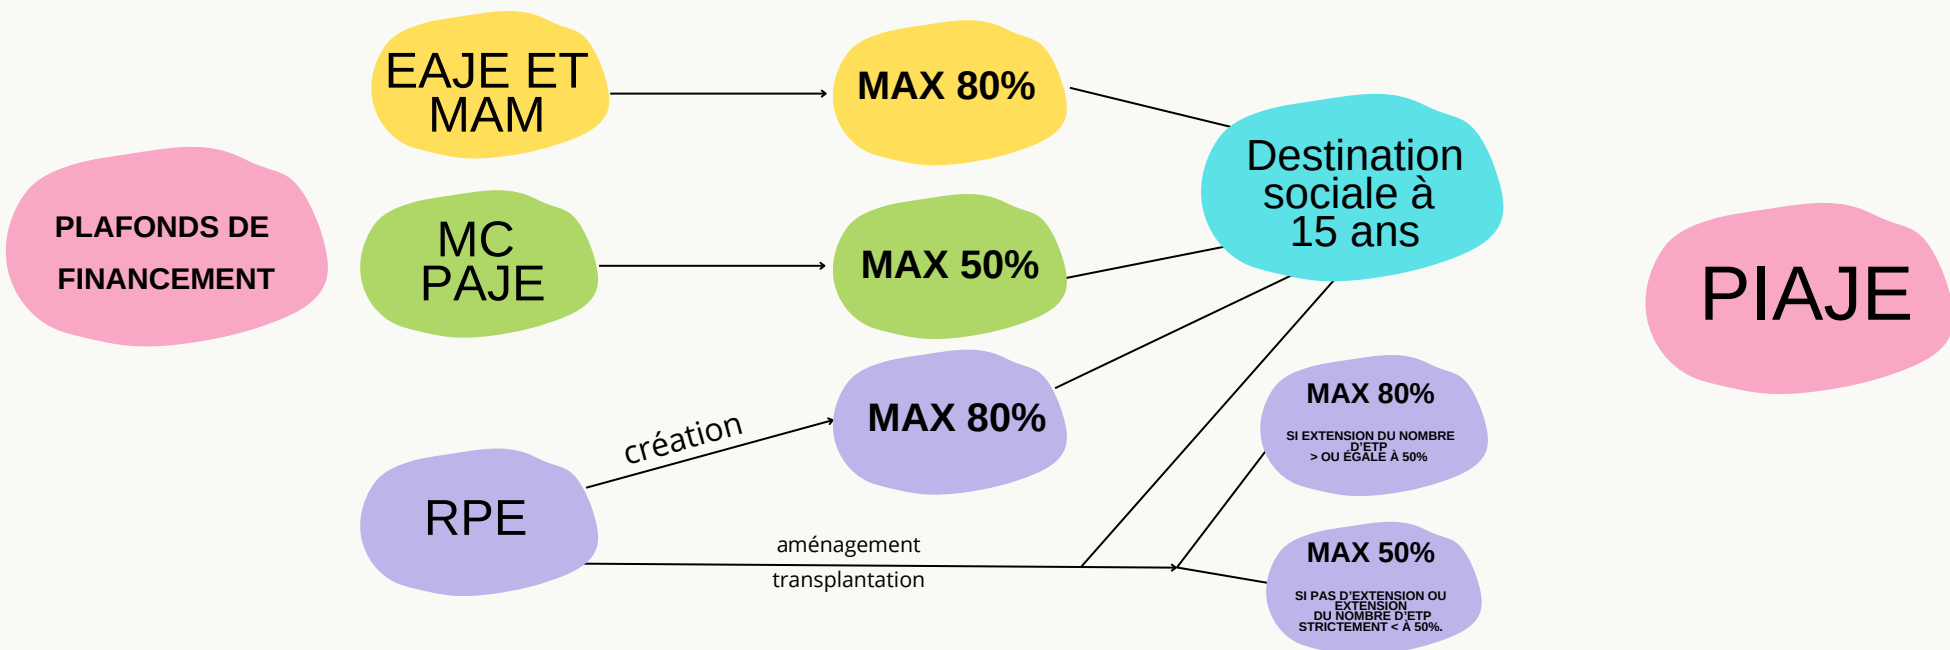 PLAFONDS DE
FINANCEMENT
EAJE ET
MAM
MAX 80%
MC
PAJE
MAX 50%
Destination
sociale à
15 ans
RPE
création
MAX 80%
aménagement
transplantation
MAX 80%
SI EXTENSION DU NOMBRE
D'ETP
> OU ÉGALE À 50%
MAX 50%
SI PAS D'EXTENSION OU
EXTENSION
DU NOMBRE D'ETP
STRICTEMENT < À 50%.
PIAJE